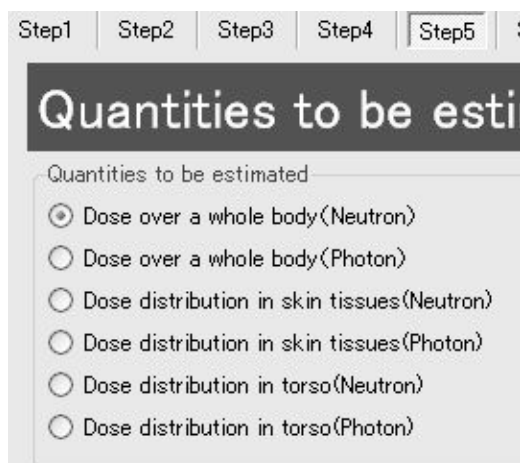 Step1 Step2 Step3 Step4 Step5
Quantities to be
Quantities to be estimated
Dose over a whole body(Neutron)
Dose over a whole body(Photon)
Dose distribution in skin tissues(Neutron)
Dose distribution in skin tissues(Photon)
Dose distribution in torso(Neutron)
Dose distribution in torso(Photon)